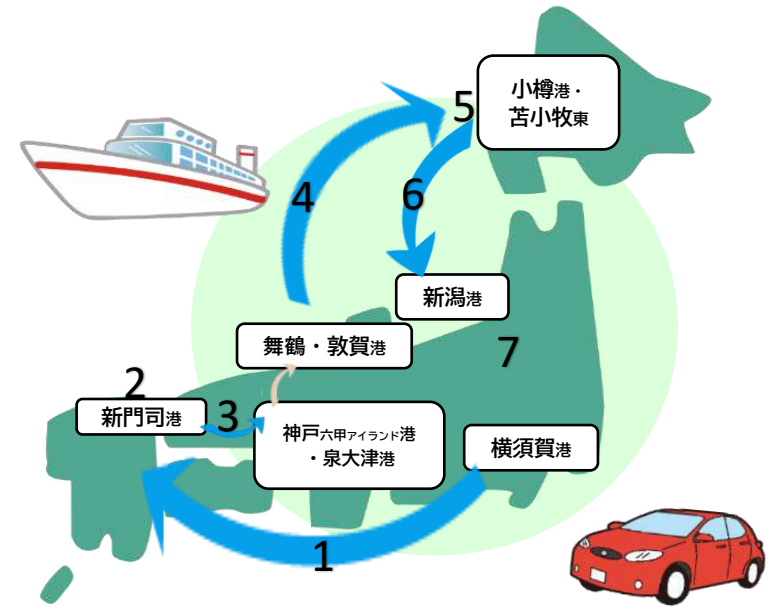 小樽港・
苫小牧東
5
4
6
新潟港
舞鶴・敦賀港
7
2
新門司港
3
神戸六甲アイランド港
・泉大津港
横須賀港
1